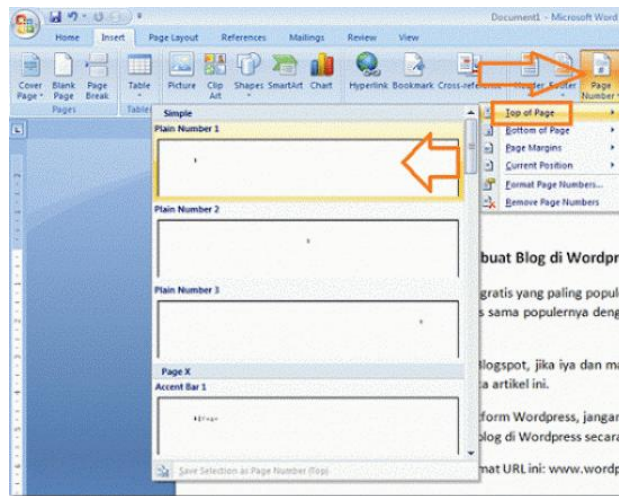 Document1 - Microsoft Word
Home Insert Page Layout References Mailings Review View
Cover Page Blank Page Page Break Table Picture Clip Art Shapes SmartArt Chart Hyperlink Bookmark Cross-reference Header Footer Page Number
Pages Tables
Simple
Plain Number 1
Plain Number 2
Plain Number 3
Page X
Accent Bar 1
Save Selection as Page Number (Top)
Top of Page
Bottom of Page
Page Margins
Current Position
Format Page Numbers...
Remove Page Numbers
buat Blog di Wordpr
gratis yang paling popul
s sama populernya deng
Blogspot, jika iya dan ma
a artikel ini.
form Wordpress, jangan
blog di Wordpress secara
mat URL ini: www.wordp